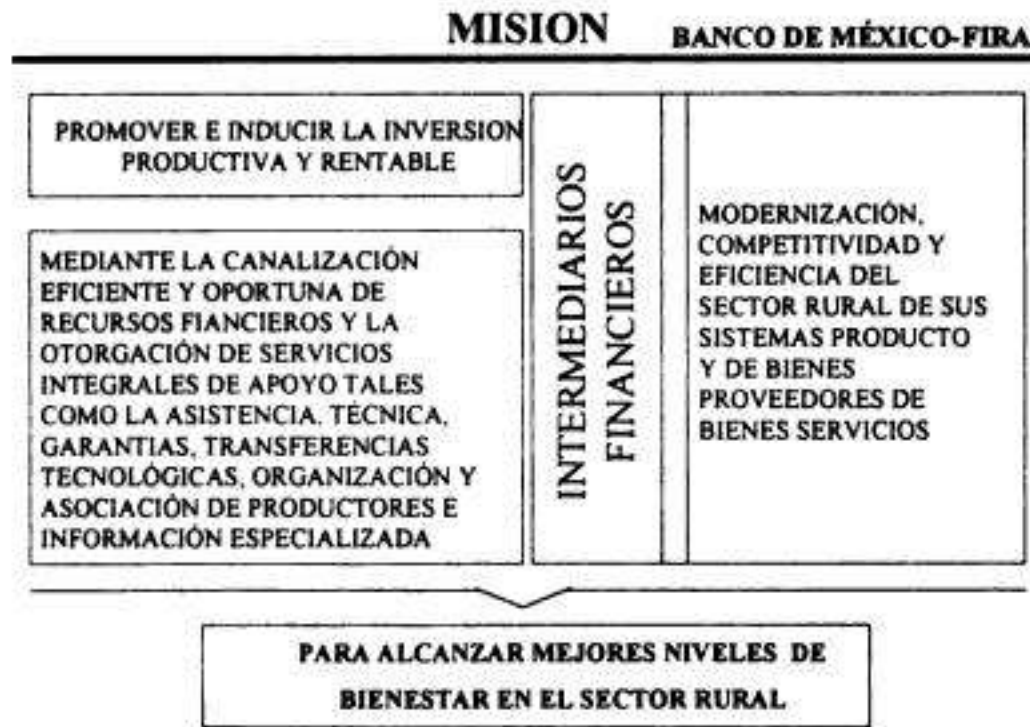 MISION
BANCO DE MÉXICO-FIRA
PROMOVER E INDUCIR LA INVERSION
PRODUCTIVA Y RENTABLE
MEDIANTE LA CANALIZACIÓN
EFICIENTE Y OPORTUNA DE
RECURSOS FIANCIEROS Y LA
OTORGACIÓN DE SERVICIOS
INTEGRALES DE APOYO TALES
COMO LA ASISTENCIA. TÉCNICA,
GARANTIAS, TRANSFERENCIAS
TECNOLÓGICAS, ORGANIZACIÓN Y
ASOCIACIÓN DE PRODUCTORES E
INFORMACIÓN ESPECIALIZADA
INTERMEDIARIOS
FINANCIEROS
MODERNIZACIÓN,
COMPETITIVIDAD Y
EFICIENCIA DEL
SECTOR RURAL DE SUS
SISTEMAS PRODUCTO
Y DE BIENES
PROVEEDORES DE
BIENES SERVICIOS
PARA ALCANZAR MEJORES NIVELES DE
BIENESTAR EN EL SECTOR RURAL